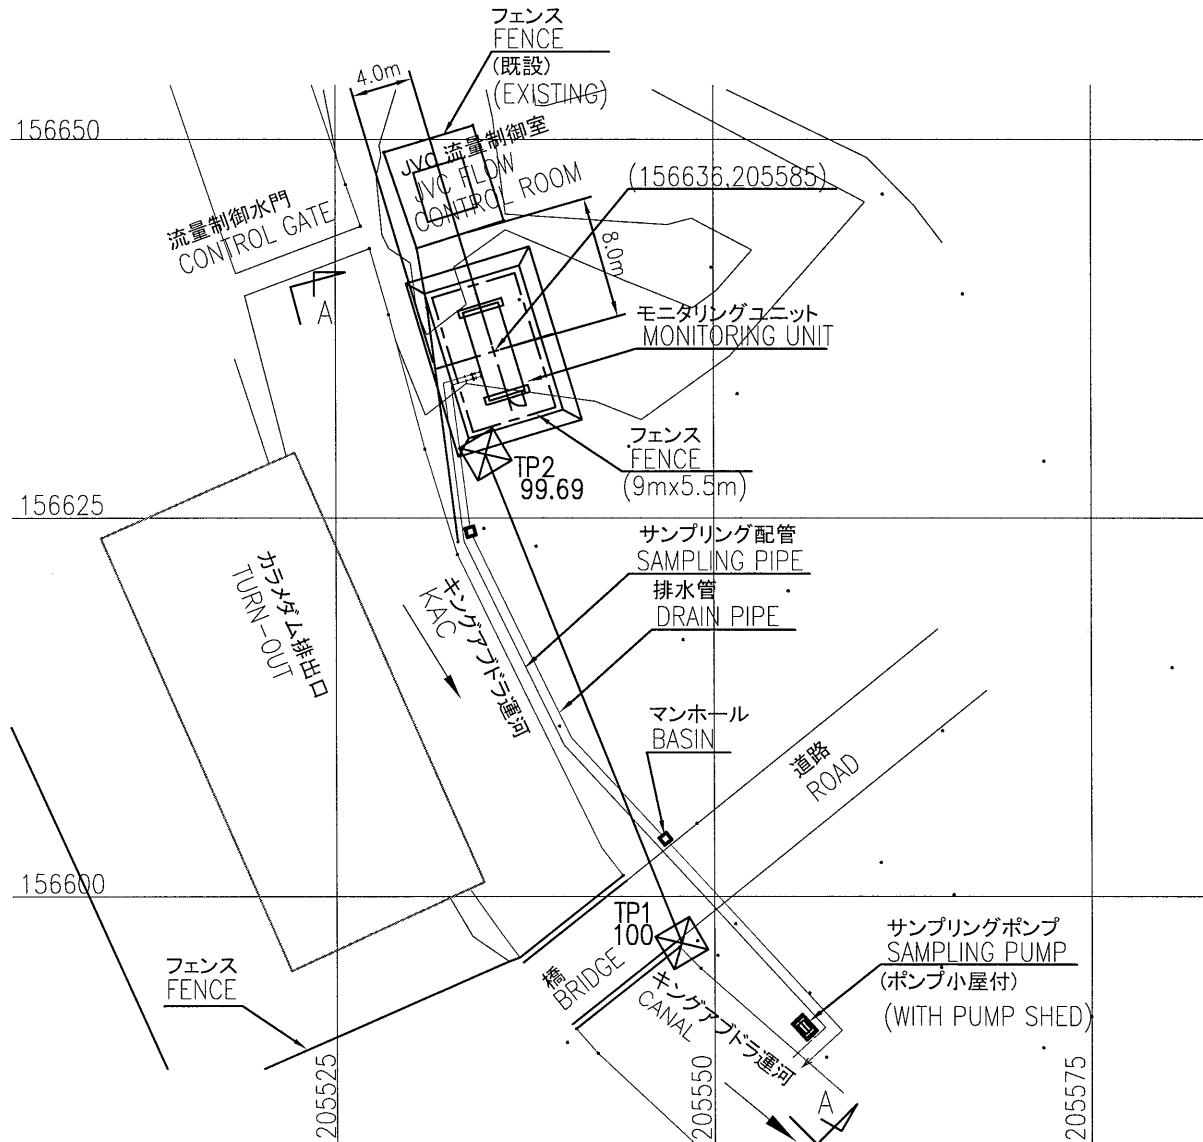 フェンス
FENCE
(既設)
(EXISTING)
4.0m
156650
JVC 流量制御室
JVC FLOW
CONTROL ROOM
(156636,205585)
流量制御水門
CONTROL GATE
8.0m
A
モニタリングユニット
MONITORING UNIT
フェンス
FENCE
(9mx5.5m)
TP2
99.69
156625
サンプリング配管
SAMPLING PIPE
排水管
DRAIN PIPE
カラメダム排出口
TURN-OUT
キングアブドラ運河
KAC
マンホール
BASIN
道路
ROAD
156600
TP1
100
サンプリングポンプ
SAMPLING PUMP
(ポンプ小屋付)
(WITH PUMP SHED)
フェンス
FENCE
橋
BRIDGE
キングアブドラ運河
CANAL
205525
205550
205575
A